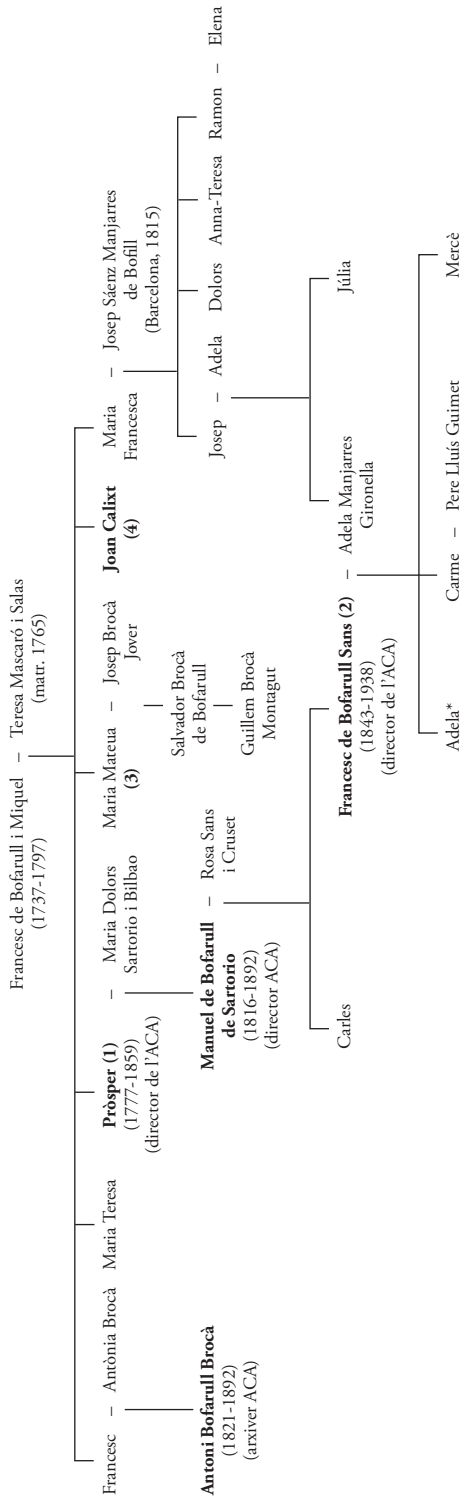 Francesc de Bofarull i Miquel – Teresa Mascaró i Salas
(1737-1797) (matr. 1765)
Francesc – Antònia Brocà Maria Teresa Pròsper (1) – Maria Dolors Maria Mateua – Josep Brocà Joan Calixt Maria – Josep Sáenz Manjarres
(1777-1859) Sartorio i Bilbao (3) Jover (4) Francesca de Bofill
(director de l'ACA) (Barcelona, 1815)
Antoni Bofarull Brocà Manuel de Bofarull – Rosa Sans Salvador Brocà Josep – Adela Dolors Anna-Teresa Ramon – Elena
(1821-1892) de Sartorio i Cruset de Bofarull
(arxiver ACA) (1816-1892) Guillem Brocà
(director ACA) Montagut
Carles Francesc de Bofarull Sans (2) – Adela Manjarres Júlia
(1843-1938) Gironella
(director de l'ACA)
Adela* Carme – Pere Lluís Guimet Mercè